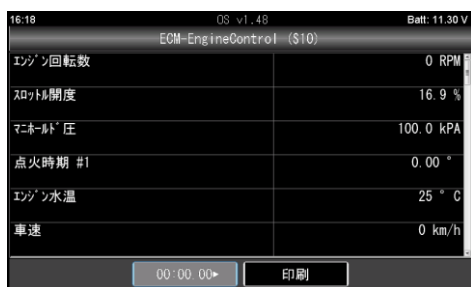 16:18 OS v1.48 Batt: 11.30 V
ECM-EngineControl (S10)
ｴﾝｼﾞﾝ回転数 0 RPM
ｽﾛｯﾄﾙ開度 16.9 %
ﾏﾆﾎｰﾙﾄﾞ圧 100.0 kPA
点火時期 #1 0.00 °
ｴﾝｼﾞﾝ水温 25 ° C
車速 0 km/h
00:00 00► 印刷